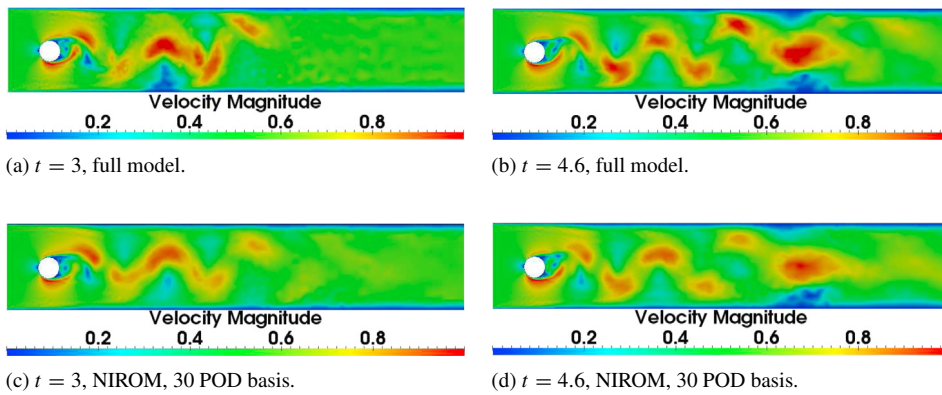 Velocity Magnitude
0.2 0.4 0.6 0.8
(a) t = 3, full model.
Velocity Magnitude
0.2 0.4 0.6 0.8
(b) t = 4.6, full model.
Velocity Magnitude
0.2 0.4 0.6 0.8
(c) t = 3, NIROM, 30 POD basis.
Velocity Magnitude
0.2 0.4 0.6 0.8
(d) t = 4.6, NIROM, 30 POD basis.